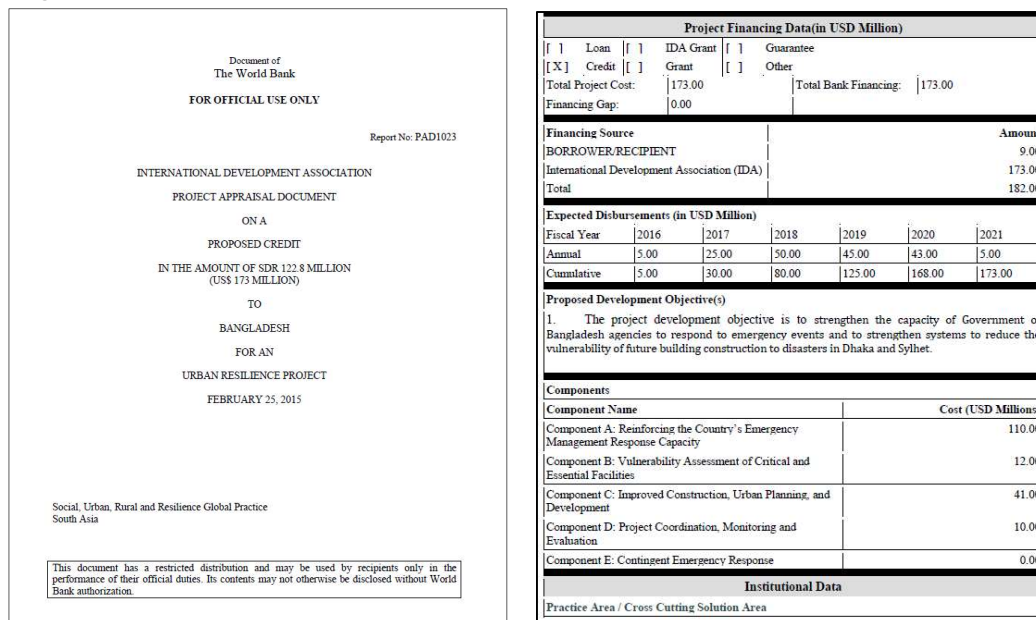 Document of
The World Bank
FOR OFFICIAL USE ONLY
Report No: PAD1023
INTERNATIONAL DEVELOPMENT ASSOCIATION
PROJECT APPRAISAL DOCUMENT
ON A
PROPOSED CREDIT
IN THE AMOUNT OF SDR 122.8 MILLION
(US$ 173 MILLION)
TO
BANGLADESH
FOR AN
URBAN RESILIENCE PROJECT
FEBRUARY 25, 2015
Social, Urban, Rural and Resilience Global Practice
South Asia
This document has a restricted distribution and may be used by recipients only in the
performance of their official duties. Its contents may not otherwise be disclosed without World
Bank authorization.
Project Financing Data(in USD Million)
[ ] Loan [ ] IDA Grant [ ] Guarantee
[ X ] Credit [ ] Grant [ ] Other
Total Project Cost: 173.00 Total Bank Financing: 173.00
Financing Gap: 0.00
Financing Source Amoun
BORROWER/RECIPIENT 9.00
International Development Association (IDA) 173.00
Total 182.00
Expected Disbursements (in USD Million)
Fiscal Year 2016 2017 2018 2019 2020 2021
Annual 5.00 25.00 50.00 45.00 43.00 5.00
Cumulative 5.00 30.00 80.00 125.00 168.00 173.00
Proposed Development Objective(s)
1. The project development objective is to strengthen the capacity of Government o
Bangladesh agencies to respond to emergency events and to strengthen systems to reduce the
vulnerability of future building construction to disasters in Dhaka and Sylhet.
Components
Component Name Cost (USD Millions
Component A: Reinforcing the Country's Emergency 110.00
Management Response Capacity
Component B: Vulnerability Assessment of Critical and 12.00
Essential Facilities
Component C: Improved Construction, Urban Planning, and 41.00
Development
Component D: Project Coordination, Monitoring and 10.00
Evaluation
Component E: Contingent Emergency Response 0.00
Institutional Data
Practice Area / Cross Cutting Solution Area